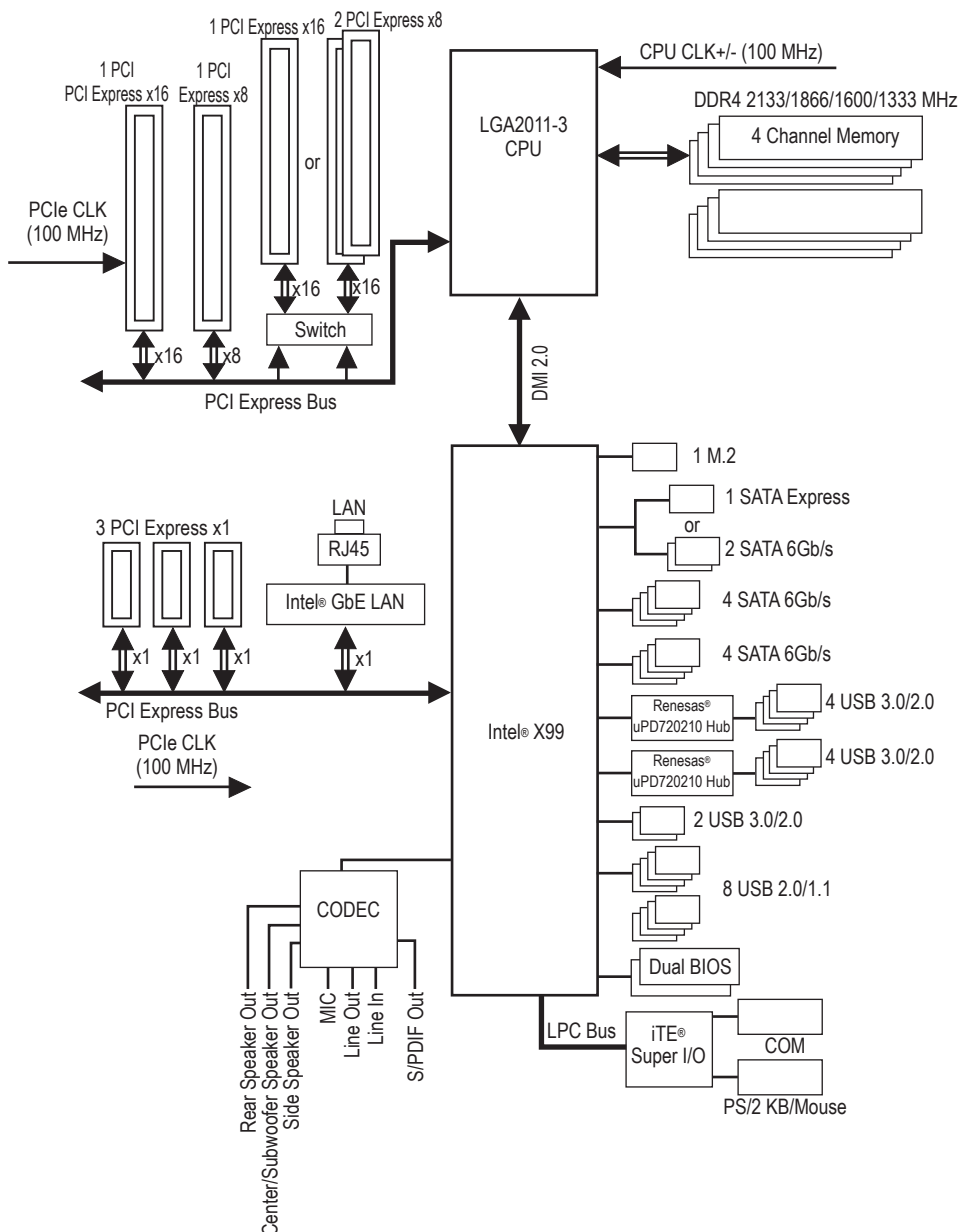 1 PCI Express x16
2 PCI Express x8
1 PCI
PCI Express x16
1 PCI
Express x8
or
PCIe CLK
(100 MHz)
x16
x8
x16
x16
Switch
PCI Express Bus
LGA2011-3
CPU
CPU CLK+/- (100 MHz)
DDR4 2133/1866/1600/1333 MHz
4 Channel Memory
DMI 2.0
3 PCI Express x1
LAN
RJ45
Intel® GbE LAN
x1
x1
x1
x1
PCI Express Bus
PCIe CLK
(100 MHz)
Intel® X99
1 M.2
1 SATA Express
or
2 SATA 6Gb/s
4 SATA 6Gb/s
4 SATA 6Gb/s
Renesas®
uPD720210 Hub
4 USB 3.0/2.0
Renesas®
uPD720210 Hub
4 USB 3.0/2.0
2 USB 3.0/2.0
8 USB 2.0/1.1
Dual BIOS
LPC Bus
iTE®
Super I/O
COM
PS/2 KB/Mouse
CODEC
Rear Speaker Out
Center/Subwoofer Speaker Out
Side Speaker Out
MIC
Line Out
Line In
S/PDIF Out